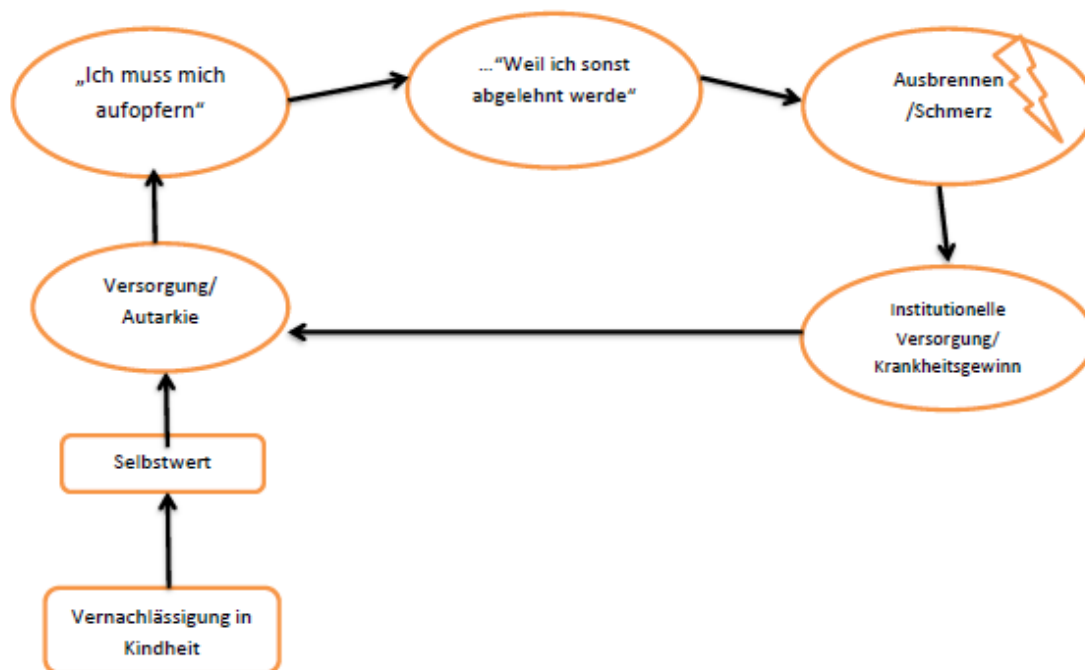 „Ich muss mich
aufopfern“
…“Weil ich sonst
abgelehnt werde“
Ausbrennen
/Schmerz
Versorgung/
Autarkie
Institutionelle
Versorgung/
Krankheitsgewinn
Selbstwert
Vernachlässigung in
Kindheit